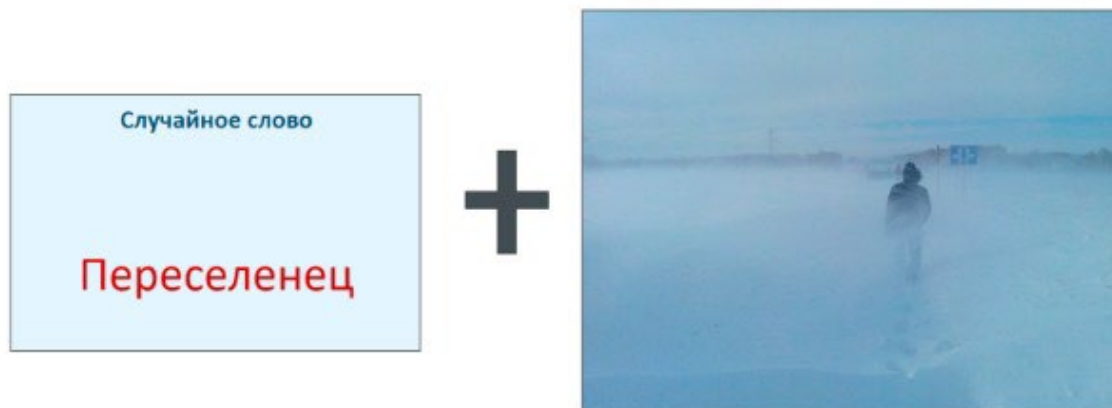 Случайное слово
Переселенец